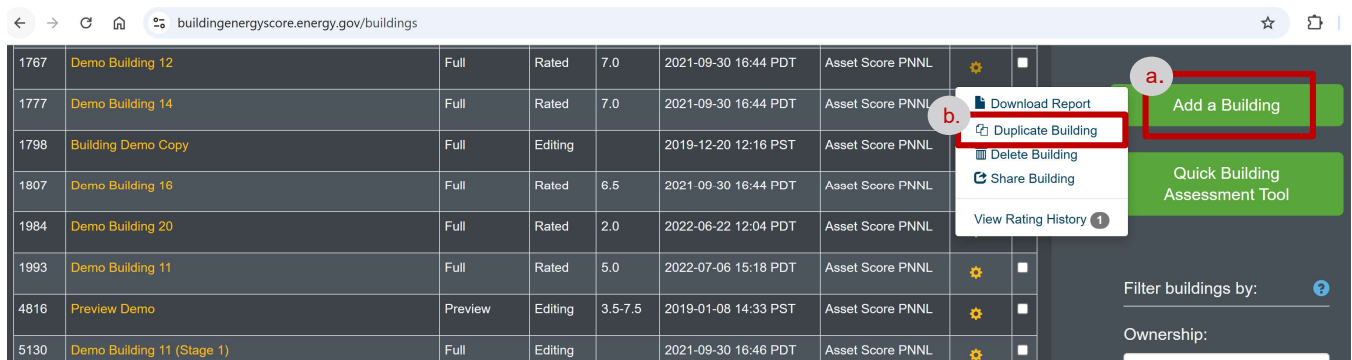 buildingenergyscore.energy.gov/buildings
1767 Demo Building 12 Full Rated 7.0 2021-09-30 16:44 PDT Asset Score PNNL
a.
1777 Demo Building 14 Full Rated 7.0 2021-09-30 16:44 PDT Asset Score PNNL
Download Report
Add a Building
b.
Duplicate Building
1798 Building Demo Copy Full Editing 2019-12-20 12:16 PST Asset Score PNNL
Delete Building
Share Building
Quick Building
Assessment Tool
1807 Demo Building 16 Full Rated 6.5 2021-09-30 16:44 PDT Asset Score PNNL
View Rating History 1
1984 Demo Building 20 Full Rated 2.0 2022-06-22 12:04 PDT Asset Score PNNL
1993 Demo Building 11 Full Rated 5.0 2022-07-06 15:18 PDT Asset Score PNNL
Filter buildings by: ?
4816 Preview Demo Preview Editing 3.5-7.5 2019-01-08 14:33 PST Asset Score PNNL
Ownership:
5130 Demo Building 11 (Stage 1) Full Editing 2021-09-30 16:46 PDT Asset Score PNNL